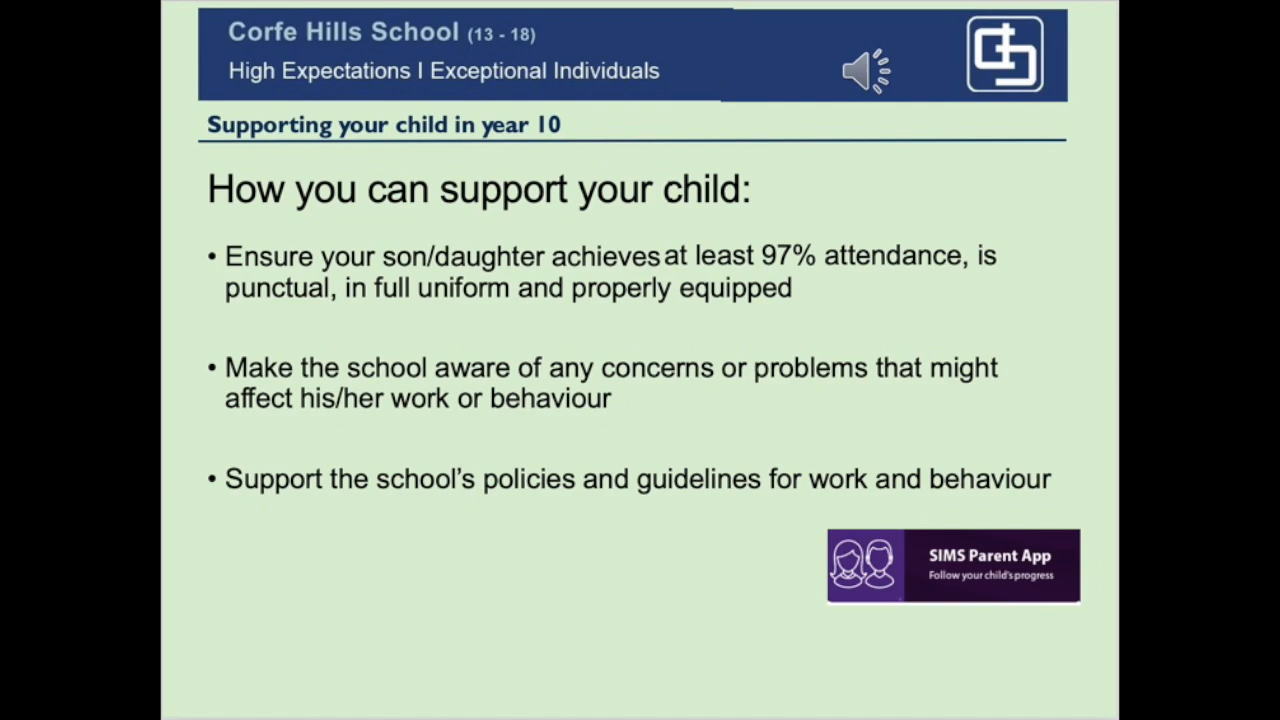 Corfe Hills School (13 - 18)
High Expectations I Exceptional Individuals
Supporting your child in year 10
How you can support your child:
• Ensure your son/daughter achieves at least 97% attendance, is
punctual, in full uniform and properly equipped
• Make the school aware of any concerns or problems that might
affect his/her work or behaviour
• Support the school’s policies and guidelines for work and behaviour
SIMS Parent App
Follow your child's progress